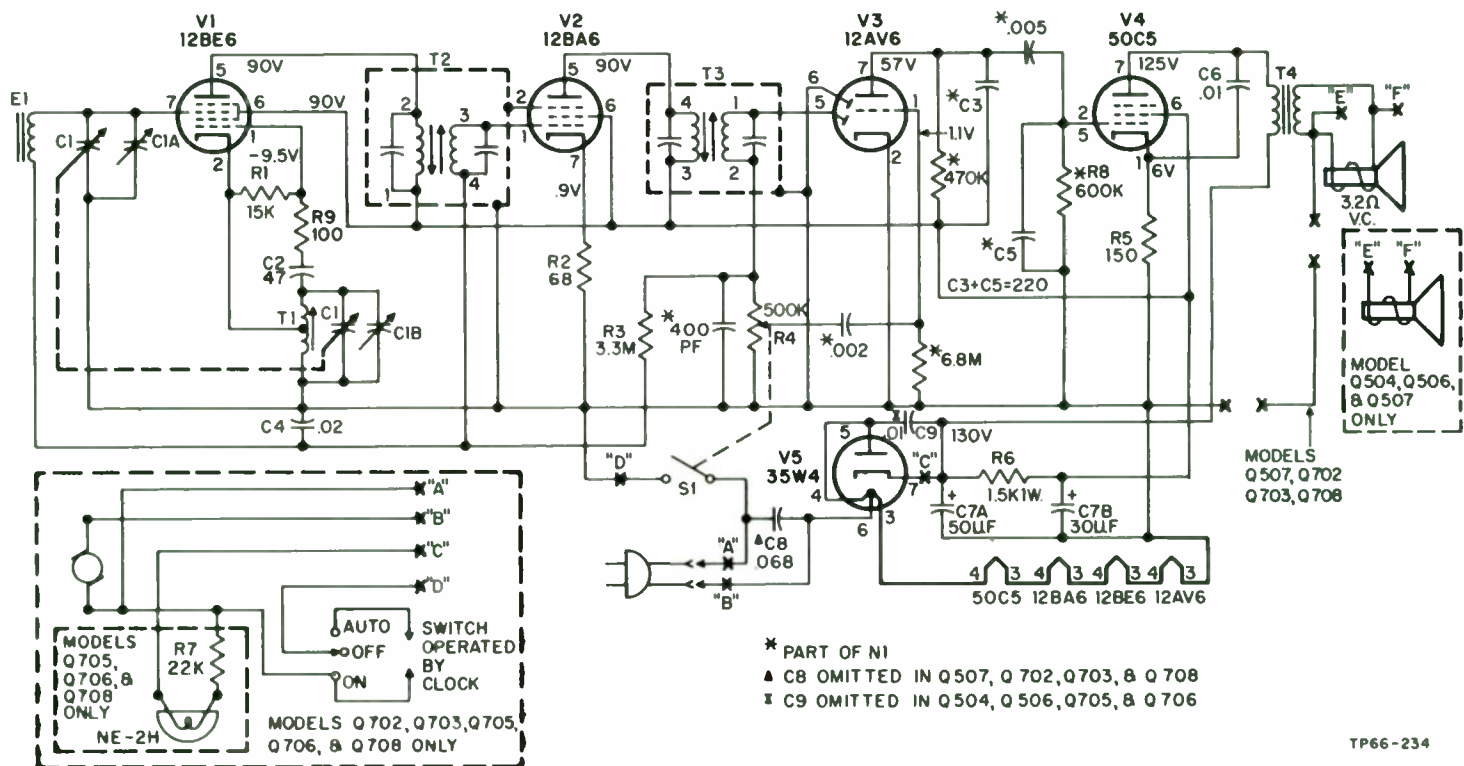 V1
12BE6
V2
12BA6
V3
12AV6
V4
50C5
*.005
5
90V
T2
5
90V
T3
7
57V
7
125V
C6
.01
T4
"E"
"F"
E1
7
6
90V
1
2
3
2
6
1
4
1
6
5
1
*C3
1.1V
2
5
6
C1
C1A
-9.5V
2
R1
15K
1
4
7
.9V
3
2
2
*
470K
*R8
600K
1
6V
3.2Ω
V.C.
R9
100
C2
47
R2
68
*C5
R5
150
"E"
"F"
C3+C5=220
T1
C1
C1B
R3
3.3M
*
400
PF
500K
R4
*.002
*6.8M
MODEL
Q504, Q506,
& Q507
ONLY
C4
.02
5
.01
C9
130V
V5
35W4
"C"
R6
1.5K1W.
4
7
MODELS
Q507, Q702
Q703, Q708
"D"
S1
6
3
+
C7A
50UF
+
C7B
30UF
C8
.068
"A"
"B"
4
3
4
3
4
3
4
3
50C5
12BA6
12BE6
12AV6
"A"
"B"
"C"
"D"
AUTO
OFF
ON
SWITCH
OPERATED
BY
CLOCK
MODELS
Q705,
Q706, &
Q708
ONLY
R7
22K
NE-2H
MODELS Q702, Q703, Q705,
Q706, & Q708 ONLY
* PART OF N1
▲ C8 OMITTED IN Q507, Q702, Q703, & Q708
C9 OMITTED IN Q504, Q506, Q705, & Q706
TP66-234